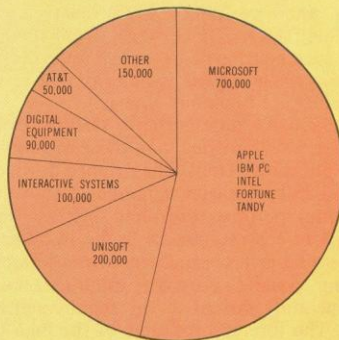 OTHER
150,000
MICROSOFT
700,000
AT&T
50,000
DIGITAL
EQUIPMENT
90,000
APPLE
IBM PC
INTEL
FORTUNE
TANDY
INTERACTIVE SYSTEMS
100,000
UNISOFT
200,000